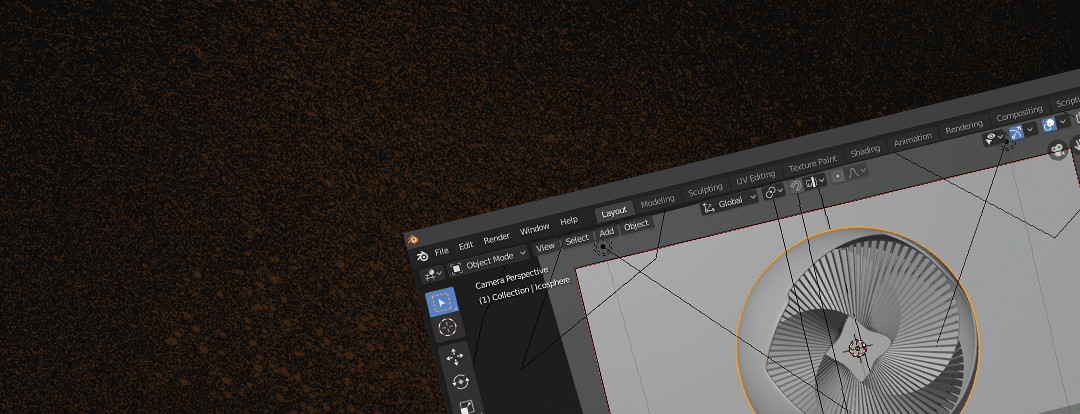 File Edit Render Window Help Layout Modeling Sculpting UV Editing Texture Paint Shading Animation Rendering Compositing
Object Mode View Select Add Object Global
Camera Perspective
(1) Collection | Icosphere